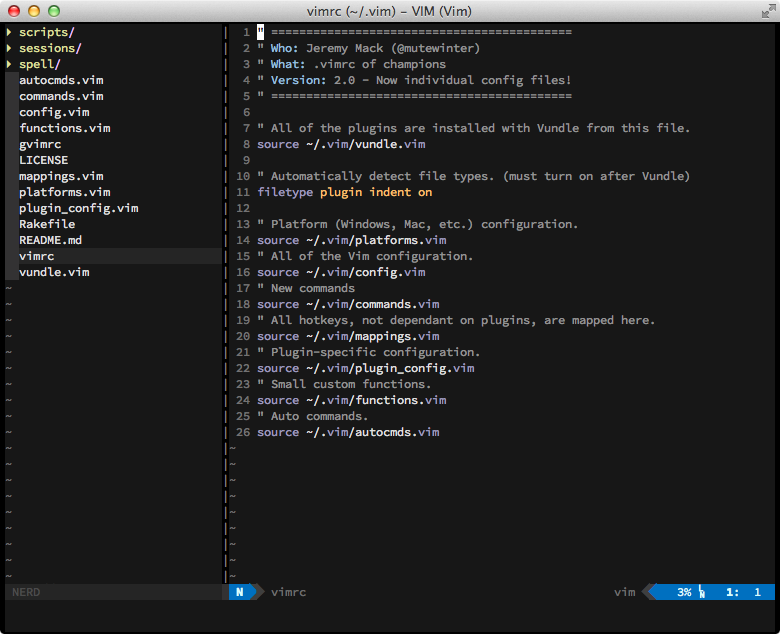 vimrc (~/.vim) – VIM (Vim)
scripts/
sessions/
spell/
autocmds.vim
commands.vim
config.vim
functions.vim
gvimrc
LICENSE
mappings.vim
platforms.vim
plugin_config.vim
Rakefile
README.md
vimrc
vundle.vim
NERD
1 " ===========================================
2 " Who: Jeremy Mack (@mutewinter)
3 " What: .vimrc of champions
4 " Version: 2.0 - Now individual config files!
5 " ===========================================
6
7 " All of the plugins are installed with Vundle from this file.
8 source ~/.vim/vundle.vim
9
10 " Automatically detect file types. (must turn on after Vundle)
11 filetype plugin indent on
12
13 " Platform (Windows, Mac, etc.) configuration.
14 source ~/.vim/platforms.vim
15 " All of the Vim configuration.
16 source ~/.vim/config.vim
17 " New commands
18 source ~/.vim/commands.vim
19 " All hotkeys, not dependant on plugins, are mapped here.
20 source ~/.vim/mappings.vim
21 " Plugin-specific configuration.
22 source ~/.vim/plugin_config.vim
23 " Small custom functions.
24 source ~/.vim/functions.vim
25 " Auto commands.
26 source ~/.vim/autocmds.vim
N vimrc vim 3% LN 1: 1